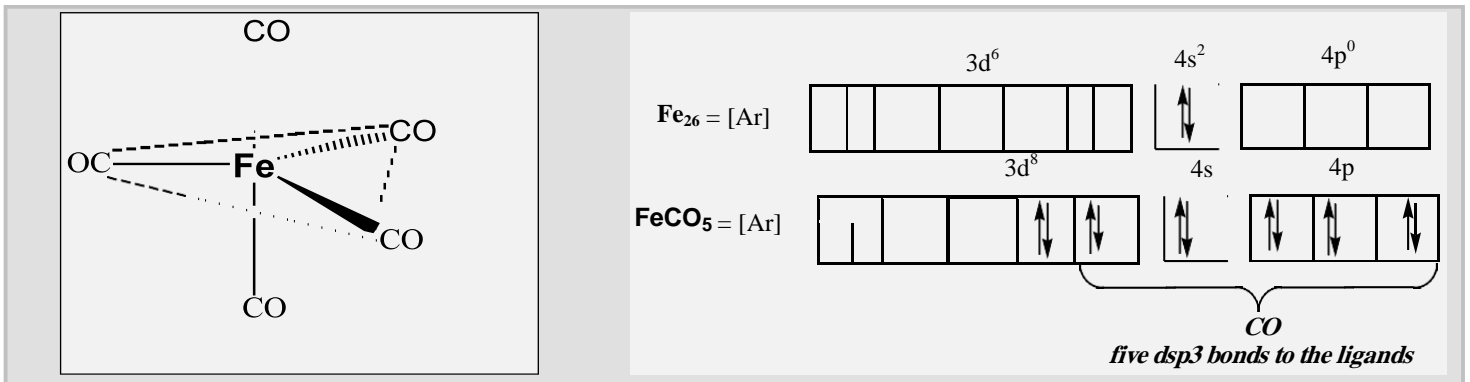 CO
CO
OC Fe
CO
CO
3d⁶ 4s² 4p⁰
Fe₂₆ = [Ar]
3d⁸ 4s 4p
FeCO₅ = [Ar]
CO
five dsp3 bonds to the ligands